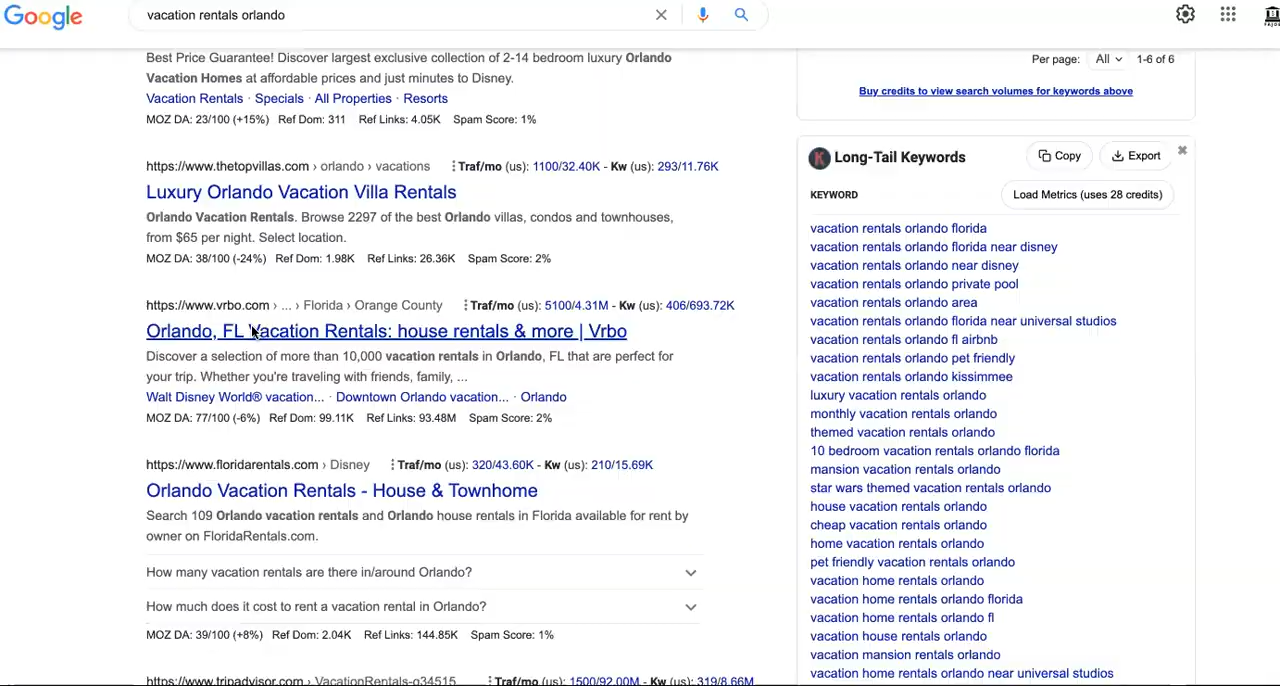 Google
vacation rentals orlando
Best Price Guarantee! Discover largest exclusive collection of 2-14 bedroom luxury Orlando
Vacation Homes at affordable prices and just minutes to Disney.
Vacation Rentals · Specials · All Properties · Resorts
MOZ DA: 23/100 (+15%) Ref Dom: 311 Ref Links: 4.05K Spam Score: 1%
https://www.thetopvillas.com › orlando › vacations Traf/mo (us): 1100/32.40K - Kw (us): 293/11.76K
Luxury Orlando Vacation Villa Rentals
Orlando Vacation Rentals. Browse 2297 of the best Orlando villas, condos and townhouses,
from $65 per night. Select location.
MOZ DA: 38/100 (-24%) Ref Dom: 1.98K Ref Links: 26.36K Spam Score: 2%
https://www.vrbo.com › ... › Florida › Orange County Traf/mo (us): 5100/4.31M - Kw (us): 406/693.72K
Orlando, FL Vacation Rentals: house rentals & more | Vrbo
Discover a selection of more than 10,000 vacation rentals in Orlando, FL that are perfect for
your trip. Whether you're traveling with friends, family, ...
Walt Disney World® vacation... · Downtown Orlando vacation... · Orlando
MOZ DA: 77/100 (-6%) Ref Dom: 99.11K Ref Links: 93.48M Spam Score: 2%
https://www.floridarentals.com › Disney Traf/mo (us): 320/43.60K - Kw (us): 210/15.69K
Orlando Vacation Rentals - House & Townhome
Search 109 Orlando vacation rentals and Orlando house rentals in Florida available for rent by
owner on FloridaRentals.com.
How many vacation rentals are there in/around Orlando?
How much does it cost to rent a vacation rental in Orlando?
MOZ DA: 39/100 (+8%) Ref Dom: 2.04K Ref Links: 144.85K Spam Score: 1%
https://www.tripadvisor.com › VacationRentals-g34515... Traf/mo (us): 1500/92.00M - Kw (us): 319/8.66M
Per page: All 1-6 of 6
Buy credits to view search volumes for keywords above
K Long-Tail Keywords Copy Export
KEYWORD Load Metrics (uses 28 credits)
vacation rentals orlando florida
vacation rentals orlando florida near disney
vacation rentals orlando near disney
vacation rentals orlando private pool
vacation rentals orlando area
vacation rentals orlando florida near universal studios
vacation rentals orlando fl airbnb
vacation rentals orlando pet friendly
vacation rentals orlando kissimmee
luxury vacation rentals orlando
monthly vacation rentals orlando
themed vacation rentals orlando
10 bedroom vacation rentals orlando florida
mansion vacation rentals orlando
star wars themed vacation rentals orlando
house vacation rentals orlando
cheap vacation rentals orlando
home vacation rentals orlando
pet friendly vacation rentals orlando
vacation home rentals orlando
vacation home rentals orlando florida
vacation home rentals orlando fl
vacation house rentals orlando
vacation mansion rentals orlando
vacation home rentals orlando near universal studios